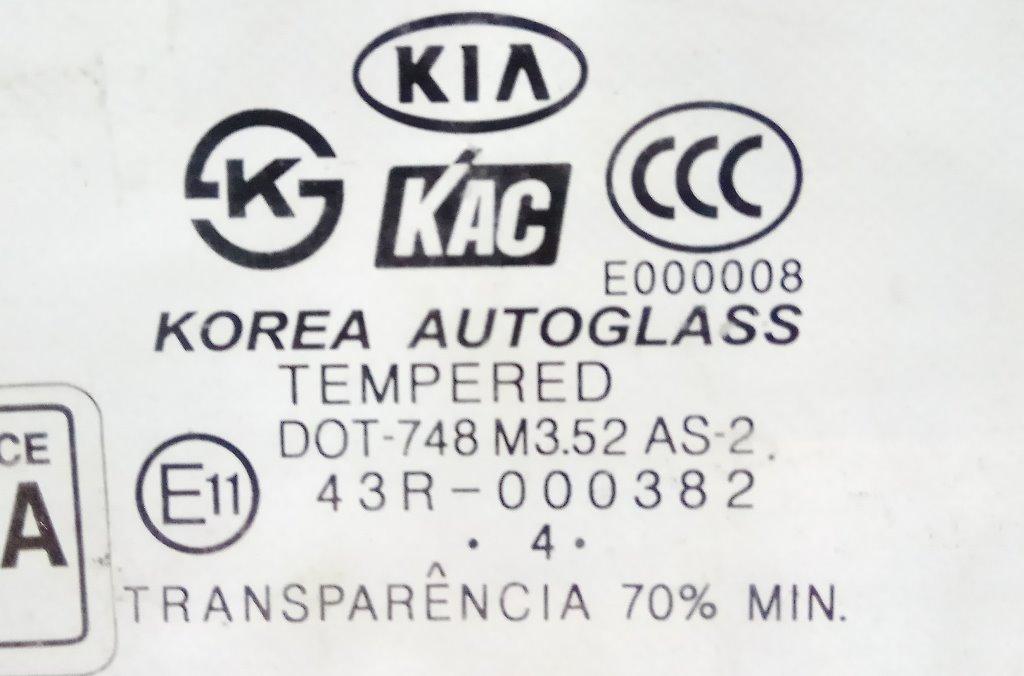 KIA
K
KAC
CCC
E000008
KOREA AUTOGLASS
TEMPERED
DOT-748 M3.52 AS-2
E11
43R-000382
· 4 ·
TRANSPARÊNCIA 70% MIN.
CE
A